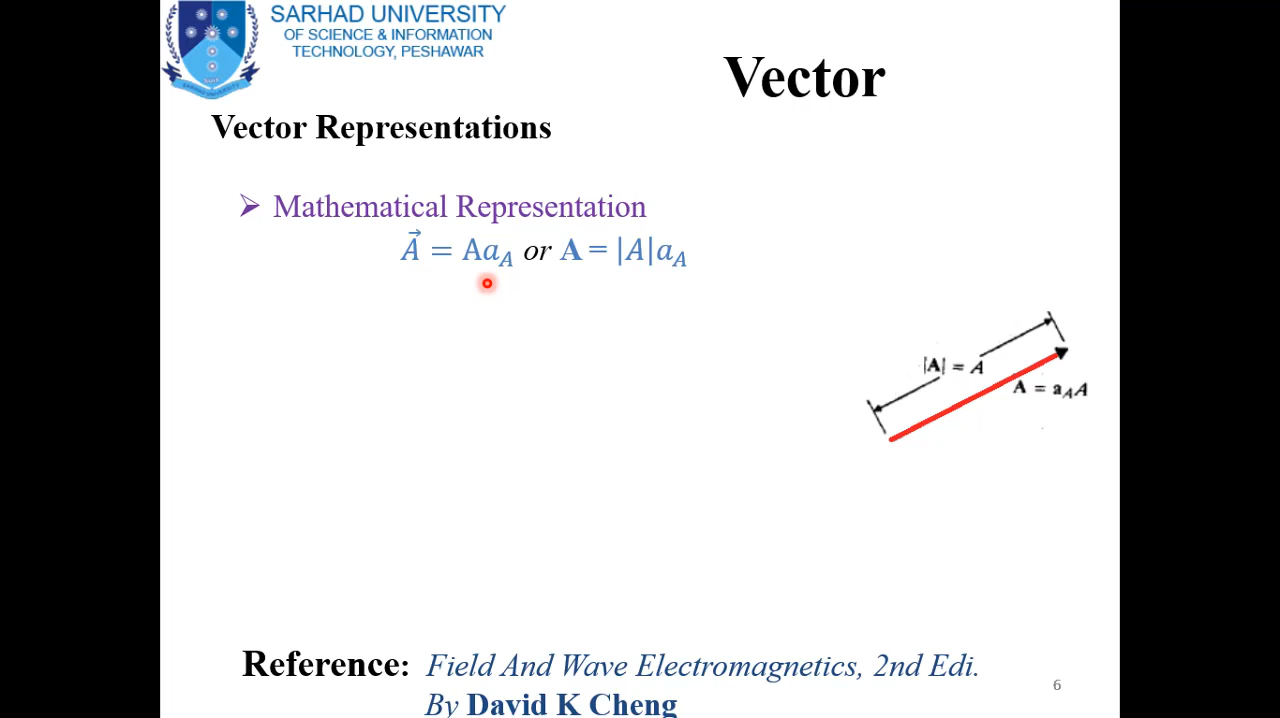 SARHAD UNIVERSITY
OF SCIENCE & INFORMATION
TECHNOLOGY, PESHAWAR
Vector
Vector Representations
➢ Mathematical Representation
A⃗ = Aa_A or A = |A|a_A
|A| = A
A = a_A A
Reference: Field And Wave Electromagnetics, 2nd Edi.
By David K Cheng
6